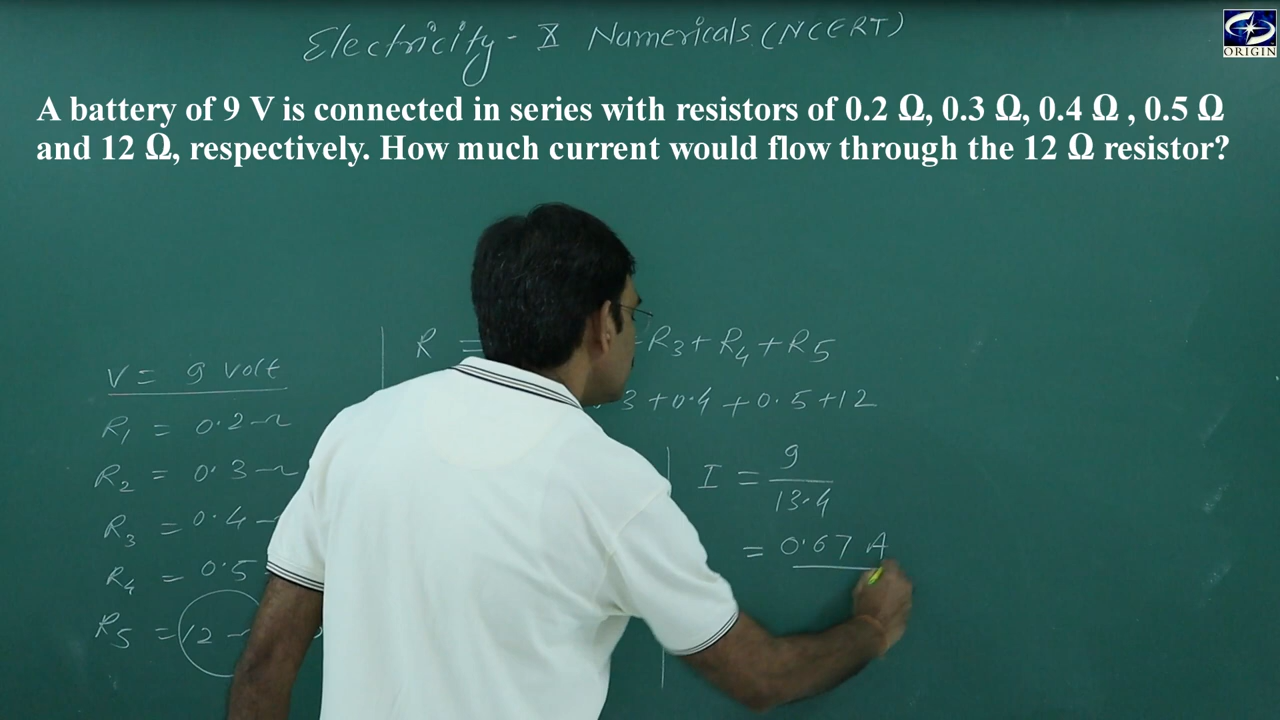 Electricity - X Numericals (NCERT)
ORIGIN
A battery of 9 V is connected in series with resistors of 0.2 Ω, 0.3 Ω, 0.4 Ω , 0.5 Ω
and 12 Ω, respectively. How much current would flow through the 12 Ω resistor?
V = 9 volt
R1 = 0.2 Ω
R2 = 0.3 Ω
R3 = 0.4
R4 = 0.5
R5 = 12
R = R3 + R4 + R5
3 + 0.4 + 0.5 + 12
I = 9/13.4
= 0.67 A